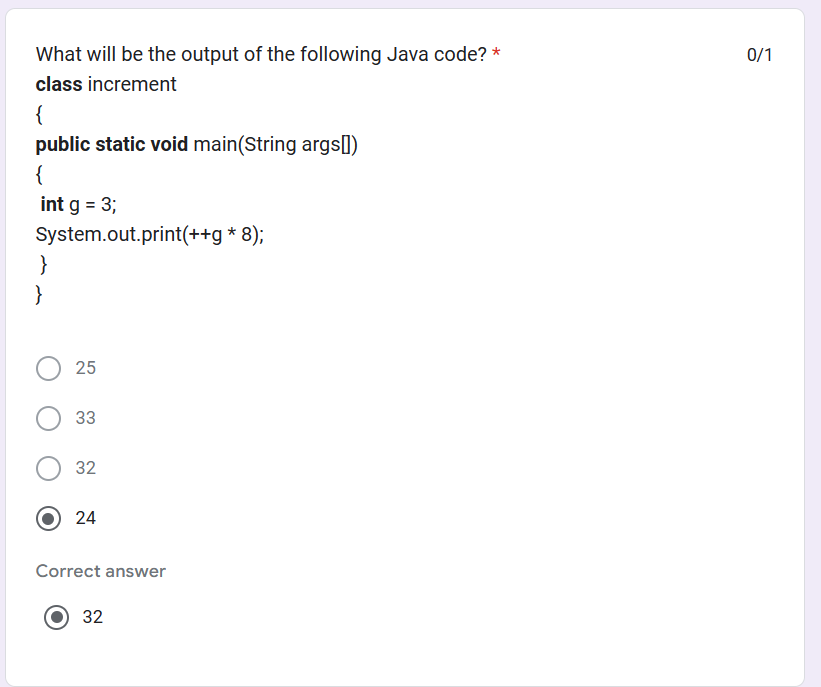 What will be the output of the following Java code? *
0/1
class increment
{
public static void main(String args[])
{
int g = 3;
System.out.print(++g * 8);
}
}
25
33
32
24
Correct answer
32